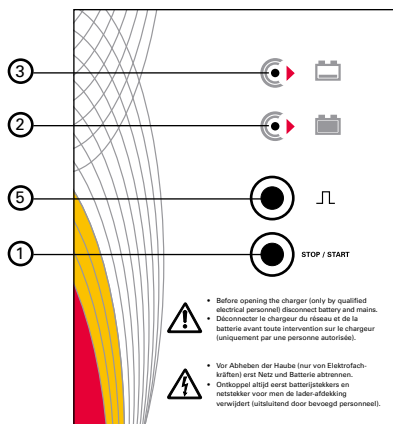 3
2
5
1
STOP / START
• Before opening the charger (only by qualified
electrical personnel) disconnect battery and mains.
• Déconnecter le chargeur du réseau et de la
batterie avant toute intervention sur le chargeur
(uniquement par une personne autorisée).
• Vor Abheben der Haube (nur von Elektrofach-
kräften) erst Netz und Batterie abtrennen.
• Ontkoppel altijd eerst batterijstekkers en
netstekker voor men de lader-afdekking
verwijdert (uitsluitend door bevoegd personeel).